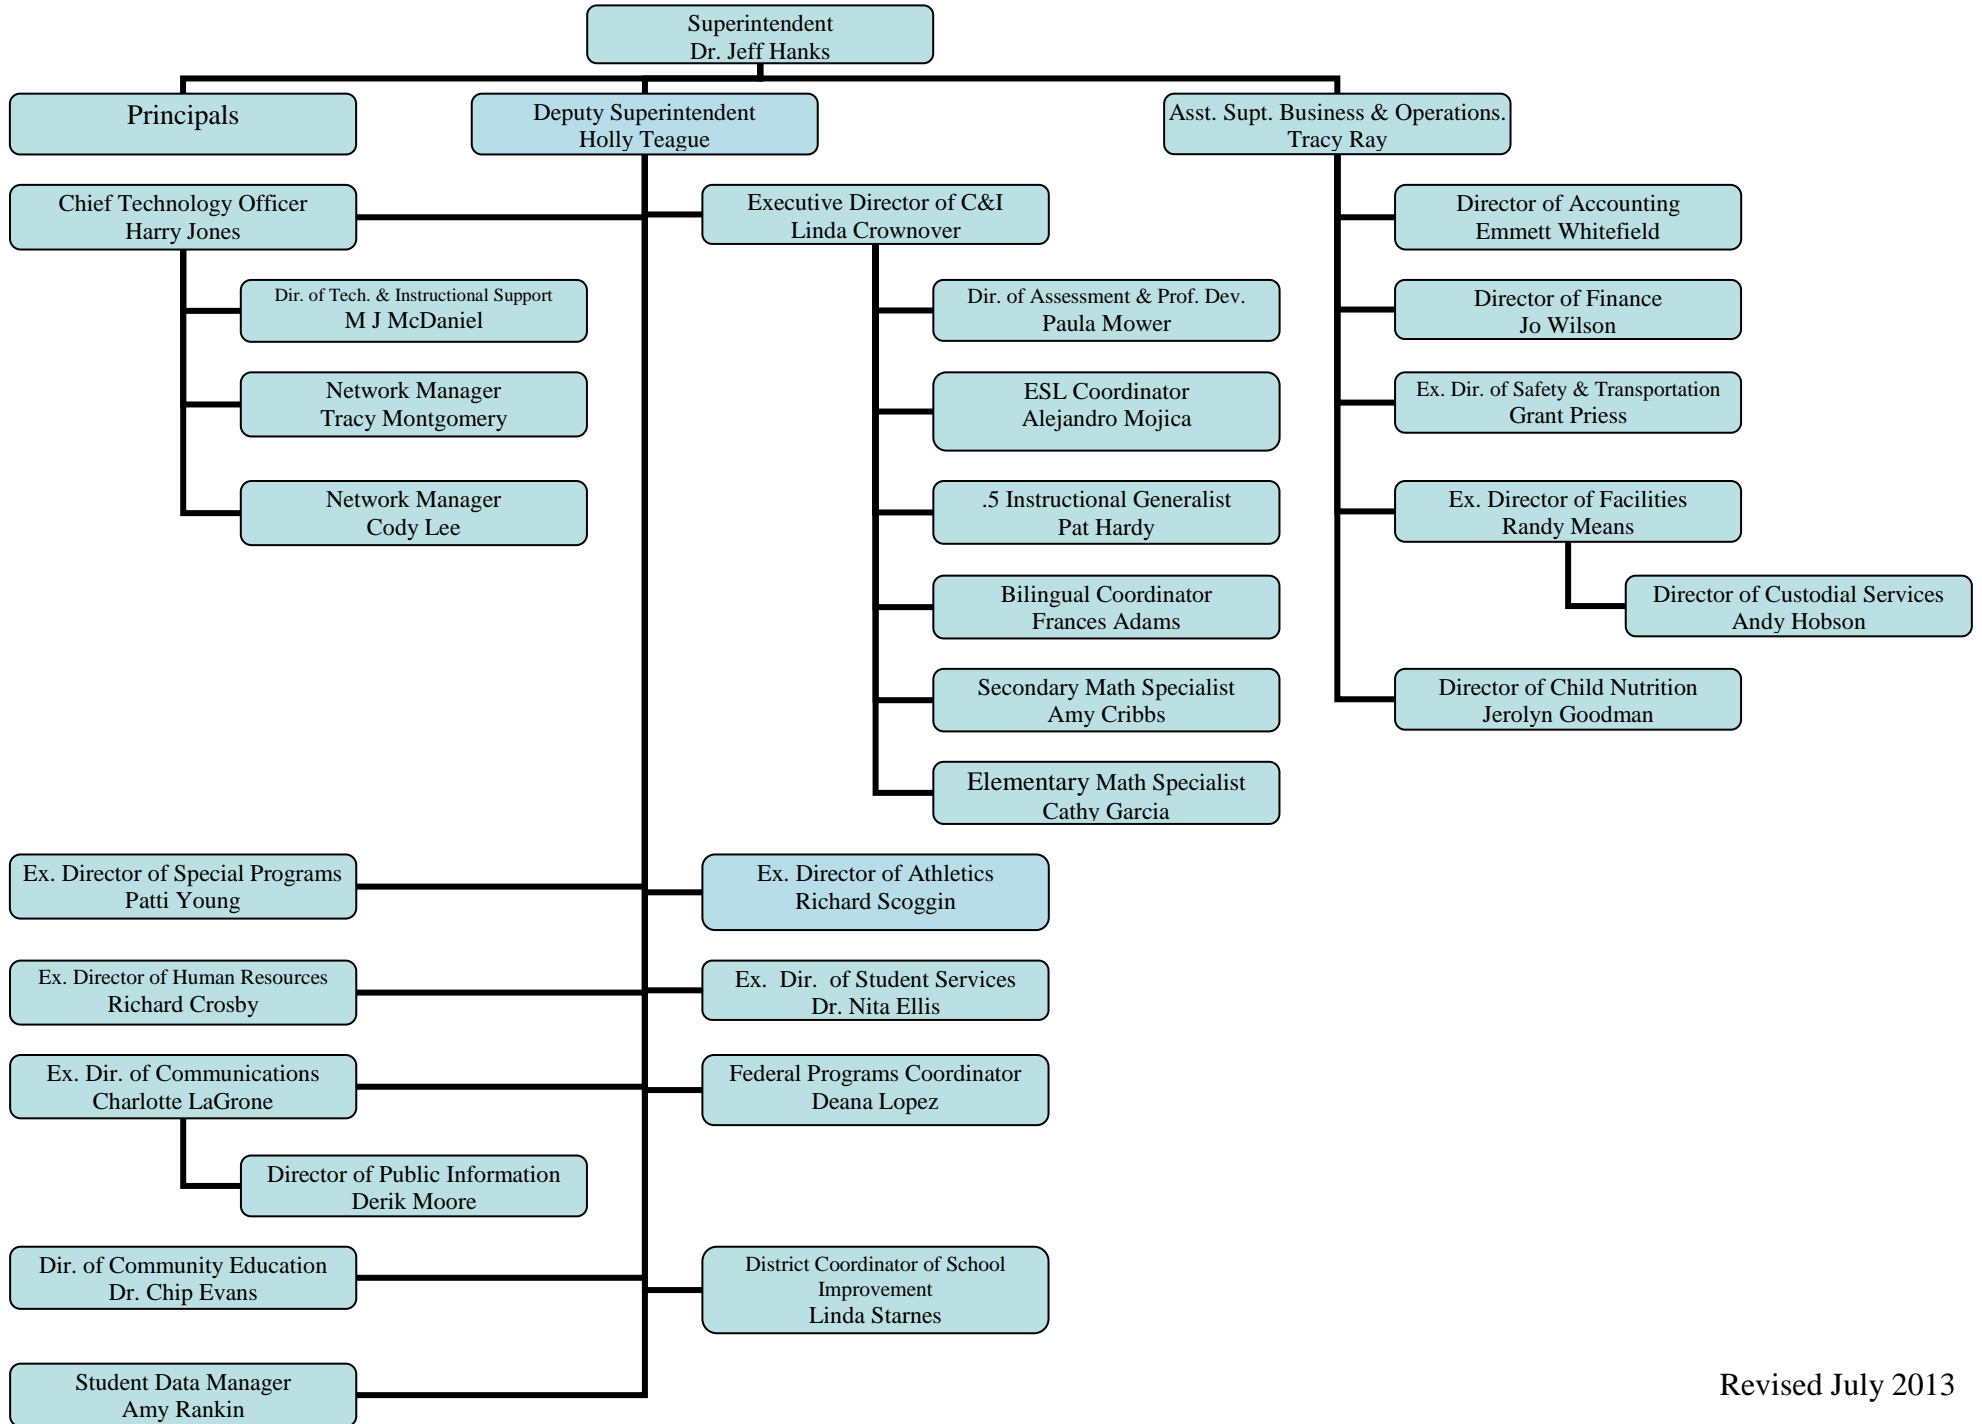 Superintendent
Dr. Jeff Hanks
Principals
Deputy Superintendent
Holly Teague
Asst. Supt. Business & Operations.
Tracy Ray
Chief Technology Officer
Harry Jones
Executive Director of C&I
Linda Crownover
Director of Accounting
Emmett Whitefield
Dir. of Tech. & Instructional Support
M J McDaniel
Dir. of Assessment & Prof. Dev.
Paula Mower
Director of Finance
Jo Wilson
Network Manager
Tracy Montgomery
ESL Coordinator
Alejandro Mojica
Ex. Dir. of Safety & Transportation
Grant Priess
Network Manager
Cody Lee
.5 Instructional Generalist
Pat Hardy
Ex. Director of Facilities
Randy Means
Bilingual Coordinator
Frances Adams
Director of Custodial Services
Andy Hobson
Secondary Math Specialist
Amy Cribbs
Director of Child Nutrition
Jerolyn Goodman
Elementary Math Specialist
Cathy Garcia
Ex. Director of Special Programs
Patti Young
Ex. Director of Athletics
Richard Scoggin
Ex. Director of Human Resources
Richard Crosby
Ex. Dir. of Student Services
Dr. Nita Ellis
Ex. Dir. of Communications
Charlotte LaGrone
Federal Programs Coordinator
Deana Lopez
Director of Public Information
Derik Moore
Dir. of Community Education
Dr. Chip Evans
District Coordinator of School
Improvement
Linda Starnes
Student Data Manager
Amy Rankin
Revised July 2013